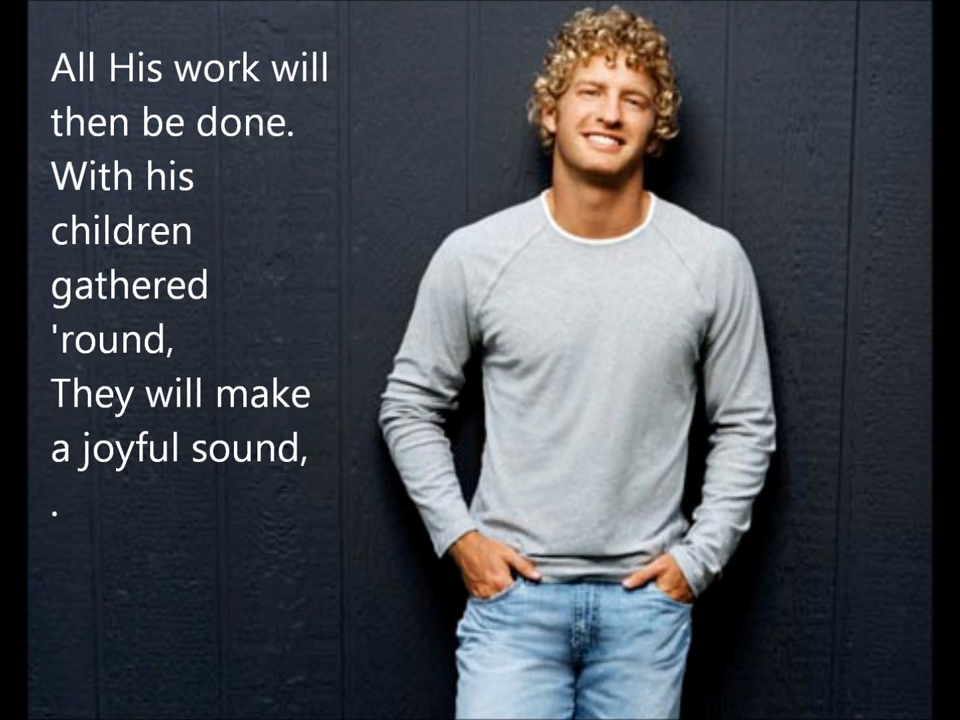 All His work will
then be done.
With his
children
gathered
'round,
They will make
a joyful sound,
.